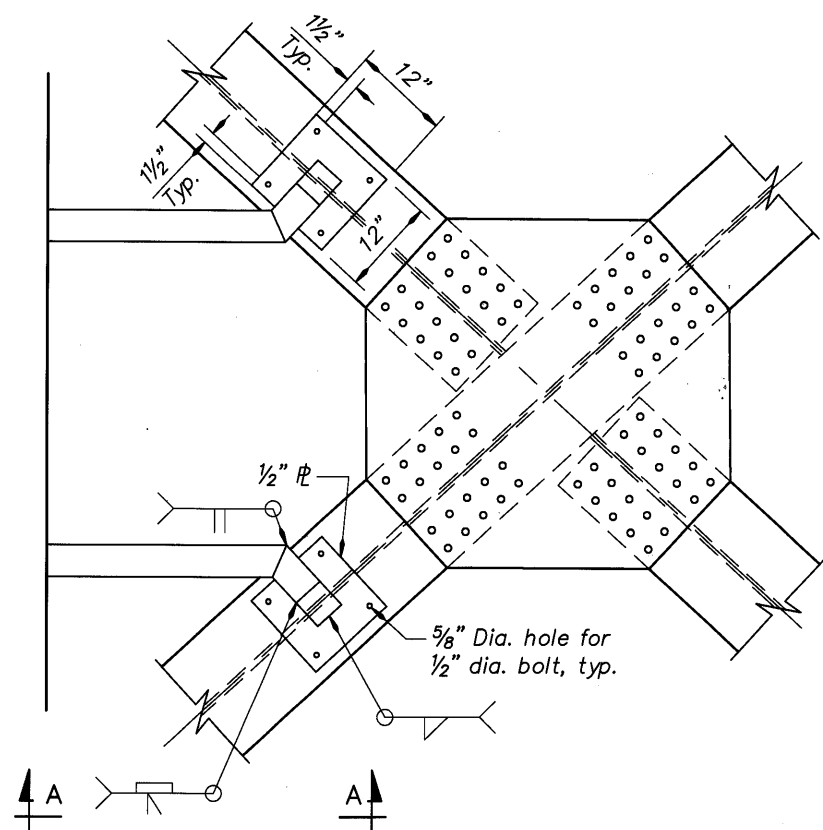 1½"
Typ.
12"
1½"
Typ.
12"
½" ⅊
⅝" Dia. hole for
½" dia. bolt, typ.
A
A